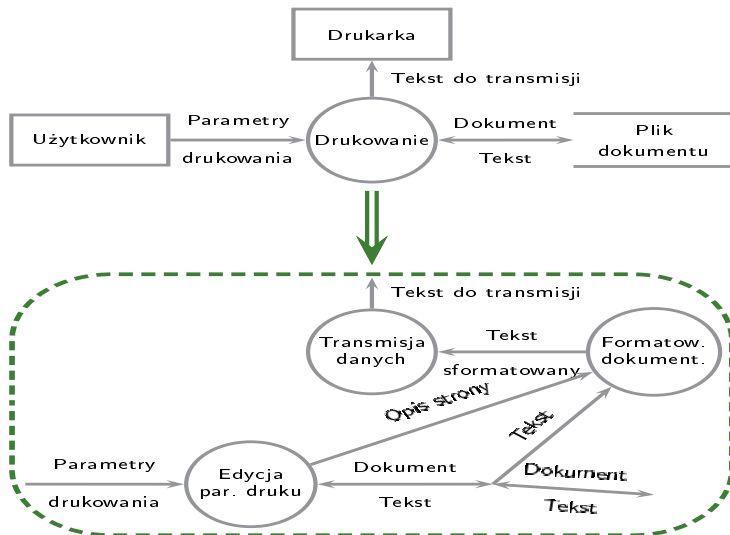 Drukarka
Tekst do transmisji
Użytkownik
Parametry
drukowania
Drukowanie
Dokument
Tekst
Plik
dokumentu
Tekst do transmisji
Transmisja
danych
Tekst
sformatowany
Formatow.
dokument.
Opis strony
Tekst
Parametry
drukowania
Edycja
par. druku
Dokument
Tekst
Dokument
Tekst